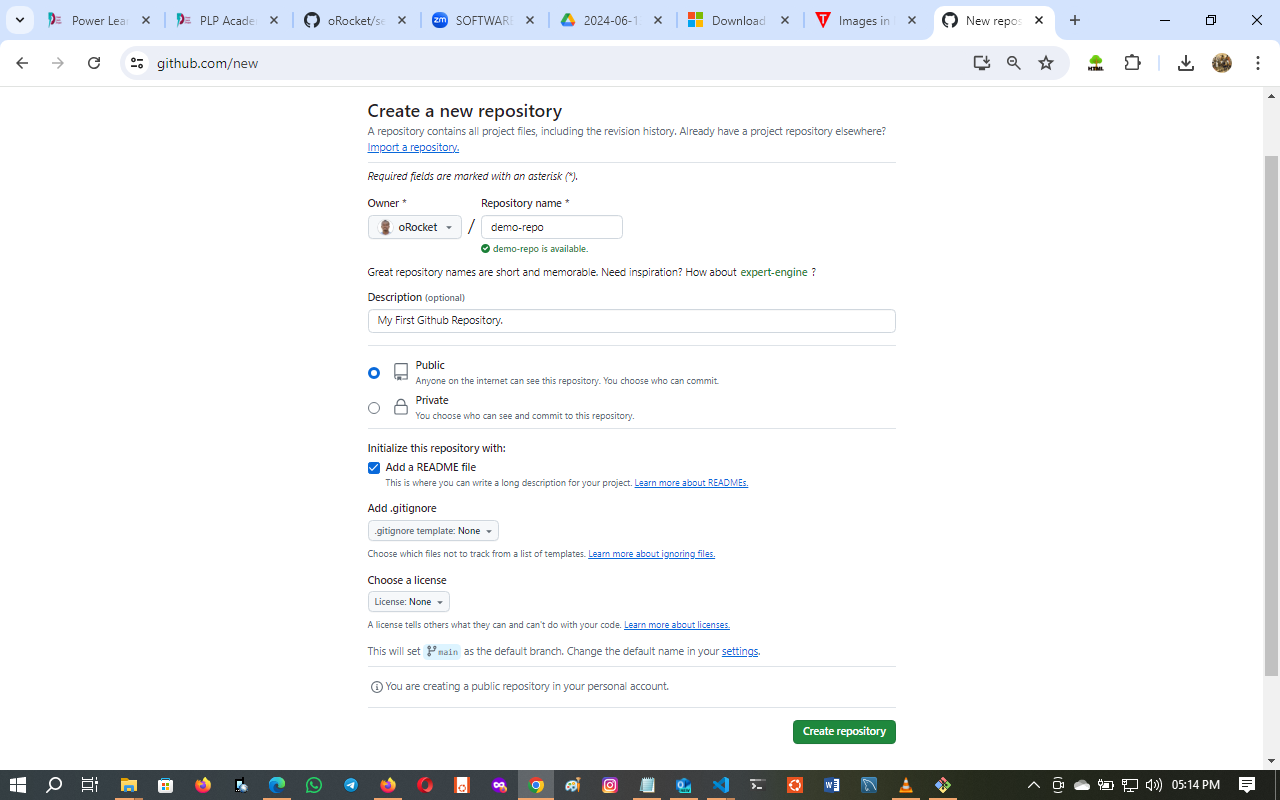 Power Lea
PLP Acade
oRocket/se
SOFTWARE
2024-06-1
Download
Images in
New repos
github.com/new
Create a new repository
A repository contains all project files, including the revision history. Already have a project repository elsewhere?
Import a repository.
Required fields are marked with an asterisk (*).
Owner * Repository name *
oRocket / demo-repo
demo-repo is available.
Great repository names are short and memorable. Need inspiration? How about expert-engine ?
Description (optional)
My First Github Repository.
Public
Anyone on the internet can see this repository. You choose who can commit.
Private
You choose who can see and commit to this repository.
Initialize this repository with:
Add a README file
This is where you can write a long description for your project. Learn more about READMEs.
Add .gitignore
.gitignore template: None
Choose which files not to track from a list of templates. Learn more about ignoring files.
Choose a license
License: None
A license tells others what they can and can't do with your code. Learn more about licenses.
This will set main as the default branch. Change the default name in your settings.
You are creating a public repository in your personal account.
Create repository
05:14 PM